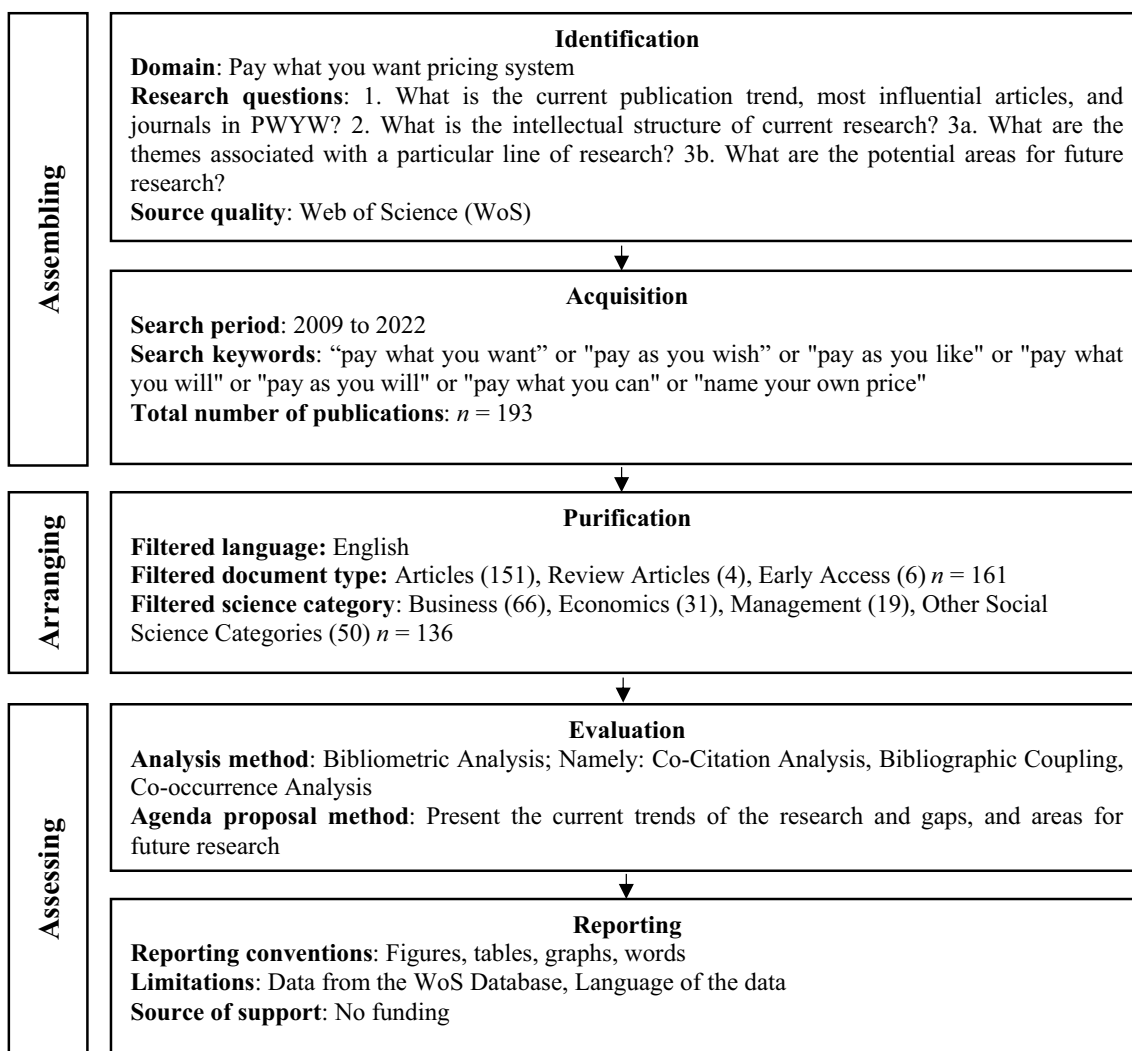 Assembling
Identification
Domain: Pay what you want pricing system
Research questions: 1. What is the current publication trend, most influential articles, and
journals in PWYW? 2. What is the intellectual structure of current research? 3a. What are the
themes associated with a particular line of research? 3b. What are the potential areas for future
research?
Source quality: Web of Science (WoS)
Acquisition
Search period: 2009 to 2022
Search keywords: “pay what you want” or "pay as you wish” or "pay as you like" or "pay what
you will" or "pay as you will" or "pay what you can" or "name your own price"
Total number of publications: n = 193
Arranging
Purification
Filtered language: English
Filtered document type: Articles (151), Review Articles (4), Early Access (6) n = 161
Filtered science category: Business (66), Economics (31), Management (19), Other Social
Science Categories (50) n = 136
Assessing
Evaluation
Analysis method: Bibliometric Analysis; Namely: Co-Citation Analysis, Bibliographic Coupling,
Co-occurrence Analysis
Agenda proposal method: Present the current trends of the research and gaps, and areas for
future research
Reporting
Reporting conventions: Figures, tables, graphs, words
Limitations: Data from the WoS Database, Language of the data
Source of support: No funding